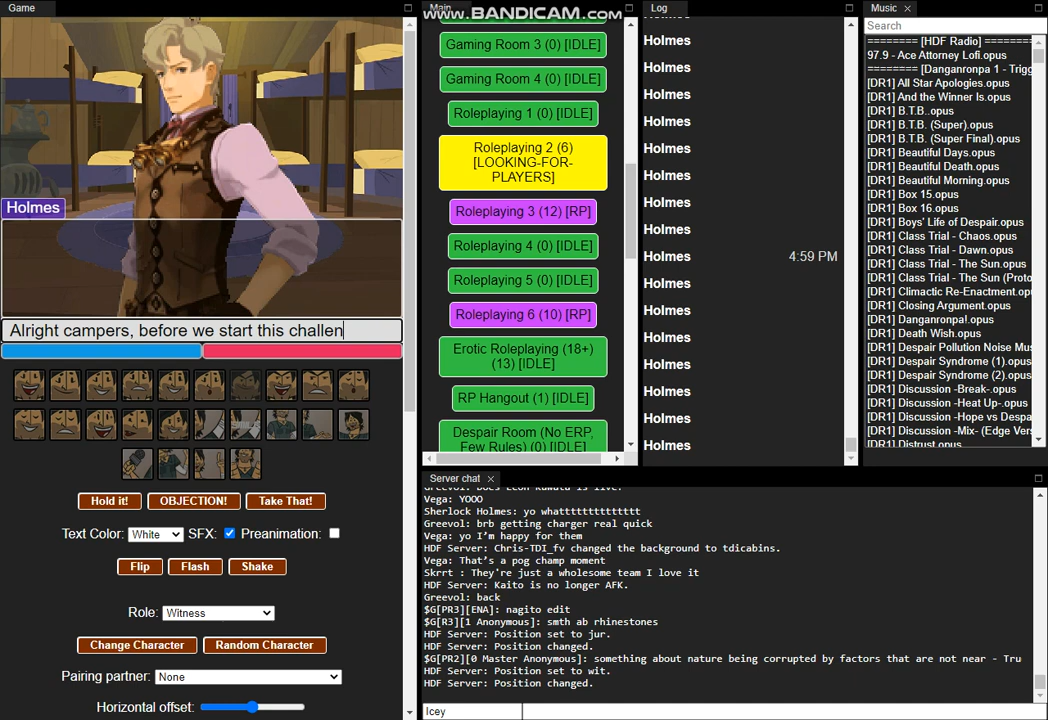 Game
Holmes
Alright campers, before we start this challen
Hold it!
OBJECTION!
Take That!
Text Color:
White
SFX:
Preanimation:
Flip
Flash
Shake
Role:
Witness
Change Character
Random Character
Pairing partner:
None
Horizontal offset:
Main
www.BANDICAM.com
Gaming Room 3 (0) [IDLE]
Gaming Room 4 (0) [IDLE]
Roleplaying 1 (0) [IDLE]
Roleplaying 2 (6)
[LOOKING-FOR-
PLAYERS]
Roleplaying 3 (12) [RP]
Roleplaying 4 (0) [IDLE]
Roleplaying 5 (0) [IDLE]
Roleplaying 6 (10) [RP]
Erotic Roleplaying (18+)
(13) [IDLE]
RP Hangout (1) [IDLE]
Despair Room (No ERP,
Few Rules) (0) [IDLE]
Log
Holmes
Holmes
Holmes
Holmes
Holmes
Holmes
Holmes
Holmes
Holmes
Holmes 4:59 PM
Holmes
Holmes
Holmes
Holmes
Holmes
Holmes
Holmes
Music
Search
======== [HDF Radio] ========
97.9 - Ace Attorney Lofi.opus
======== [Danganronpa 1 - Trigg
[DR1] All Star Apologies.opus
[DR1] And the Winner Is.opus
[DR1] B.T.B..opus
[DR1] B.T.B. (Super).opus
[DR1] B.T.B. (Super Final).opus
[DR1] Beautiful Days.opus
[DR1] Beautiful Death.opus
[DR1] Beautiful Morning.opus
[DR1] Box 15.opus
[DR1] Box 16.opus
[DR1] Boys' Life of Despair.opus
[DR1] Class Trial - Chaos.opus
[DR1] Class Trial - Dawn.opus
[DR1] Class Trial - The Sun.opus
[DR1] Class Trial - The Sun (Proto
[DR1] Climactic Re-Enactment.opu
[DR1] Closing Argument.opus
[DR1] Danganronpa!.opus
[DR1] Death Wish.opus
[DR1] Despair Pollution Noise Mus
[DR1] Despair Syndrome (1).opus
[DR1] Despair Syndrome (2).opus
[DR1] Discussion -Break-.opus
[DR1] Discussion -Heat Up-.opus
[DR1] Discussion -Hope vs Despa
[DR1] Discussion -Mix- (Edge Vers
[DR1] Distrust.opus
Server chat
Greevol: Does Leon Kuwata is live.
Vega: YOOO
Sherlock Holmes: yo whatttttttttttttt
Greevol: brb getting charger real quick
Vega: yo I'm happy for them
HDF Server: Chris-TDI_fv changed the background to tdicabins.
Vega: That's a pog champ moment
Skrrt : They're just a wholesome team I love it
HDF Server: Kaito is no longer AFK.
Greevol: back
$G[PR3][ENA]: nagito edit
$G[R3][1 Anonymous]: smth ab rhinestones
HDF Server: Position set to jur.
HDF Server: Position changed.
$G[PR2][0 Master Anonymous]: something about nature being corrupted by factors that are not near - Tru
HDF Server: Position set to wit.
HDF Server: Position changed.
Icey